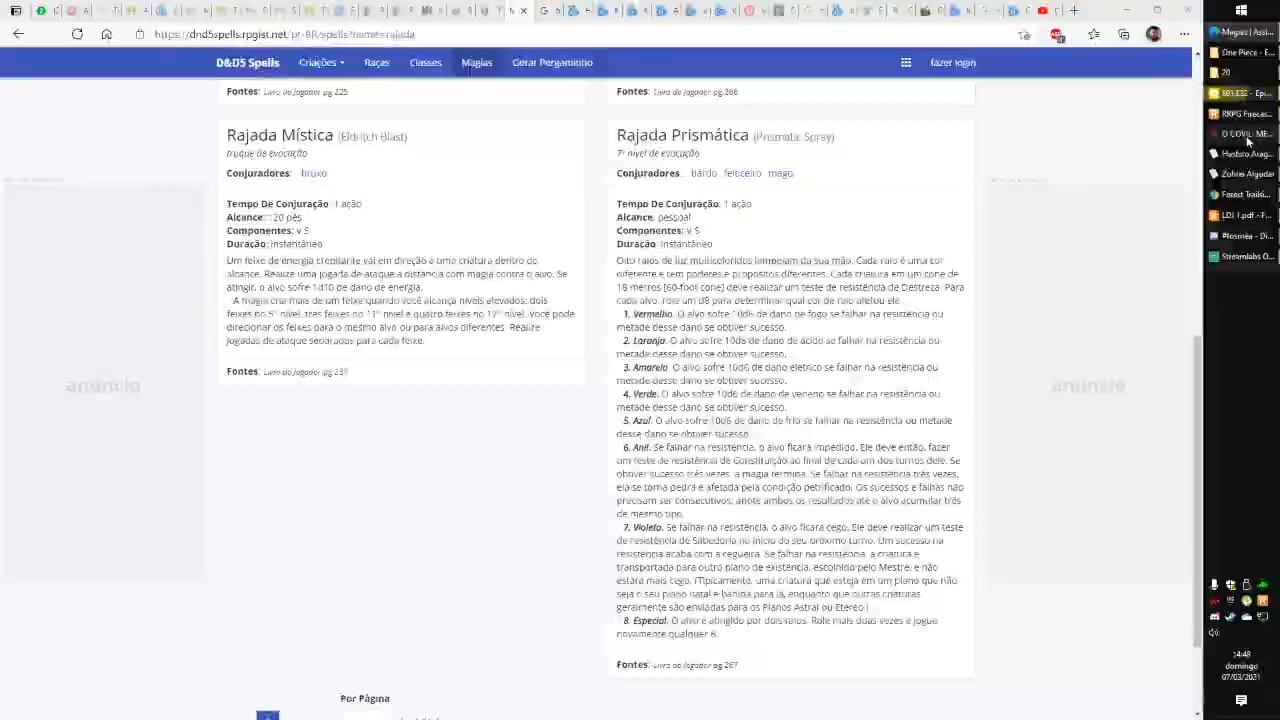 https://dnd5spells.rpgist.net/pt-BR/spells?name=rajada
D&D5 Spells
Criações
Raças
Classes
Magias
Gerar Pergaminho
fazer login
Fontes: Livro do Jogador pg 225
Fontes: Livro do Jogador pg 266
Rajada Mística (Eldritch Blast)
truque de evocação
Conjuradores: bruxo
Tempo De Conjuração: 1 ação
Alcance: 120 pés
Componentes: V S
Duração: Instantâneo
Um feixe de energia crepitante vai em direção a uma criatura dentro do
alcance. Realize uma jogada de ataque a distância com magia contra o alvo. Se
atingir, o alvo sofre 1d10 de dano de energia.
A magia cria mais de um feixe quando você alcança níveis elevados: dois
feixes no 5° nível, três feixes no 11° nível e quatro feixes no 17° nível. Você pode
direcionar os feixes para o mesmo alvo ou para alvos diferentes. Realize
jogadas de ataque separadas para cada feixe.
Fontes: Livro do Jogador pg 231
Rajada Prismática (Prismatic Spray)
7° nível de evocação
Conjuradores: bardo feiticeiro mago
Tempo De Conjuração: 1 ação
Alcance: pessoal
Componentes: V S
Duração: Instantâneo
Oito raios de luz multicoloridos lampejam da sua mão. Cada raio é uma cor
diferente e tem poderes e propósitos diferentes. Cada criatura em um cone de
18 metros [60-foot cone] deve realizar um teste de resistência de Destreza. Para
cada alvo, role um d8 para determinar qual cor de raio afetou ele.
1. Vermelho. O alvo sofre 10d6 de dano de fogo se falhar na resistência ou
metade desse dano se obtiver sucesso.
2. Laranja. O alvo sofre 10d6 de dano de ácido se falhar na resistência ou
metade desse dano se obtiver sucesso.
3. Amarelo. O alvo sofre 10d6 de dano elétrico se falhar na resistência ou
metade desse dano se obtiver sucesso.
4. Verde. O alvo sofre 10d6 de dano de veneno se falhar na resistência ou
metade desse dano se obtiver sucesso.
5. Azul. O alvo sofre 10d6 de dano de frio se falhar na resistência ou metade
desse dano se obtiver sucesso.
6. Anil. Se falhar na resistência, o alvo ficará impedido. Ele deve então, fazer
um teste de resistência de Constituição ao final de cada um dos turnos dele. Se
obtiver sucesso três vezes, a magia termina. Se falhar na resistência três vezes,
ela se torna pedra e afetada pela condição petrificado. Os sucessos e falhas não
precisam ser consecutivos; anote ambos os resultados até o alvo acumular três
de mesmo tipo.
7. Violeta. Se falhar na resistência, o alvo ficará cego. Ele deve realizar um teste
de resistência de Sabedoria no início do seu próximo turno. Um sucesso na
resistência acaba com a cegueira. Se falhar na resistência, a criatura é
transportada para outro plano de existência, escolhido pelo Mestre, e não
estará mais cego. (Tipicamente, uma criatura que esteja em um plano que não
seja o seu plano natal é banida para lá, enquanto que outras criaturas
geralmente são enviadas para os Planos Astral ou Etéreo.)
8. Especial. O alvo é atingido por dois raios. Role mais duas vezes e jogue
novamente qualquer 8.
Fontes: Livro do Jogador pg 267
anúncio
anúncio
Por Página
Magias | Assi...
One Piece - E...
20
RRPG Firecas...
Forest Trailsi...
LDJ 1.pdf - F...
Streamlabs O...
14:48
domingo
07/03/2021